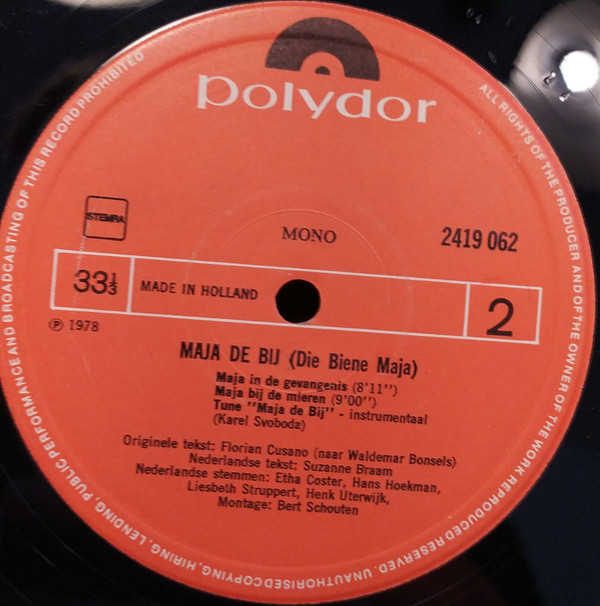 polydor
STEMRA
MONO
2419 062
33⅓
MADE IN HOLLAND
2
℗ 1978
MAJA DE BIJ (Die Biene Maja)
Maja in de gevangenis (8'11")
Maja bij de mieren (9'00")
Tune "Maja de Bij" - instrumentaal
(Karel Svoboda)
Originele tekst: Florian Cusano (naar Waldemar Bonsels)
Nederlandse tekst: Suzanne Braam
Nederlandse stemmen: Etha Coster, Hans Hoekman,
Liesbeth Struppert, Henk Uterwijk,
Montage: Bert Schouten
ALL RIGHTS OF THE PRODUCER AND OF THE OWNER OF THE WORK REPRODUCED RESERVED. UNAUTHORISED COPYING, HIRING, LENDING, PUBLIC PERFORMANCE AND BROADCASTING OF THIS RECORD PROHIBITED